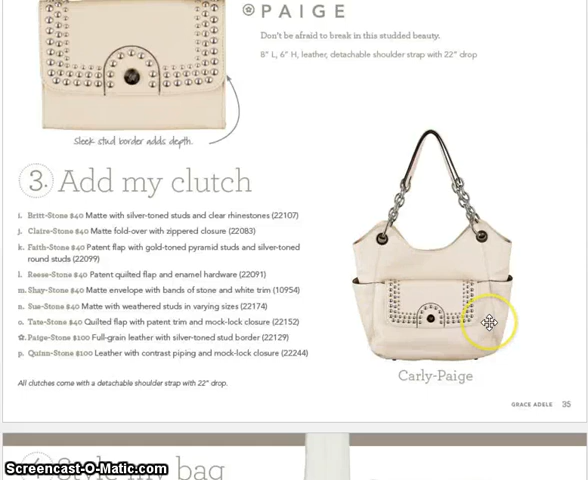 PAIGE
Don't be afraid to break in this studded beauty.
8" L, 6" H, leather, detachable shoulder strap with 22" drop
Sleek stud border adds depth.
3. Add my clutch
i. Britt-Stone $40 Matte with silver-toned studs and clear rhinestones (22107)
j. Claire-Stone $40 Matte fold-over with zippered closure (22083)
k. Faith-Stone $40 Patent flap with gold-toned pyramid studs and silver-toned
round studs (22099)
l. Reese-Stone $40 Patent quilted flap and enamel hardware (22091)
m. Shay-Stone $40 Matte envelope with bands of stone and white trim (10954)
n. Sue-Stone $40 Matte with weathered studs in varying sizes (22174)
o. Tate-Stone $40 Quilted flap with patent trim and mock-lock closure (22152)
Paige-Stone $100 Full-grain leather with silver-toned stud border (22129)
p. Quinn-Stone $100 Leather with contrast piping and mock-lock closure (22244)
All clutches come with a detachable shoulder strap with 22" drop.
Carly-Paige
GRACE ADELE 35
4. Style my bag
Screencast-O-Matic.com